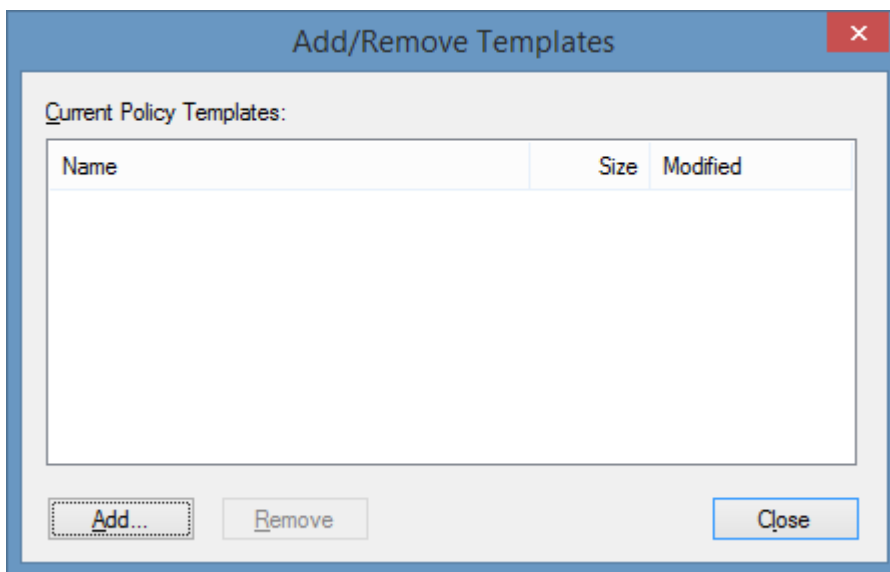 Add/Remove Templates
Current Policy Templates:
Name Size Modified
Add... Remove Close